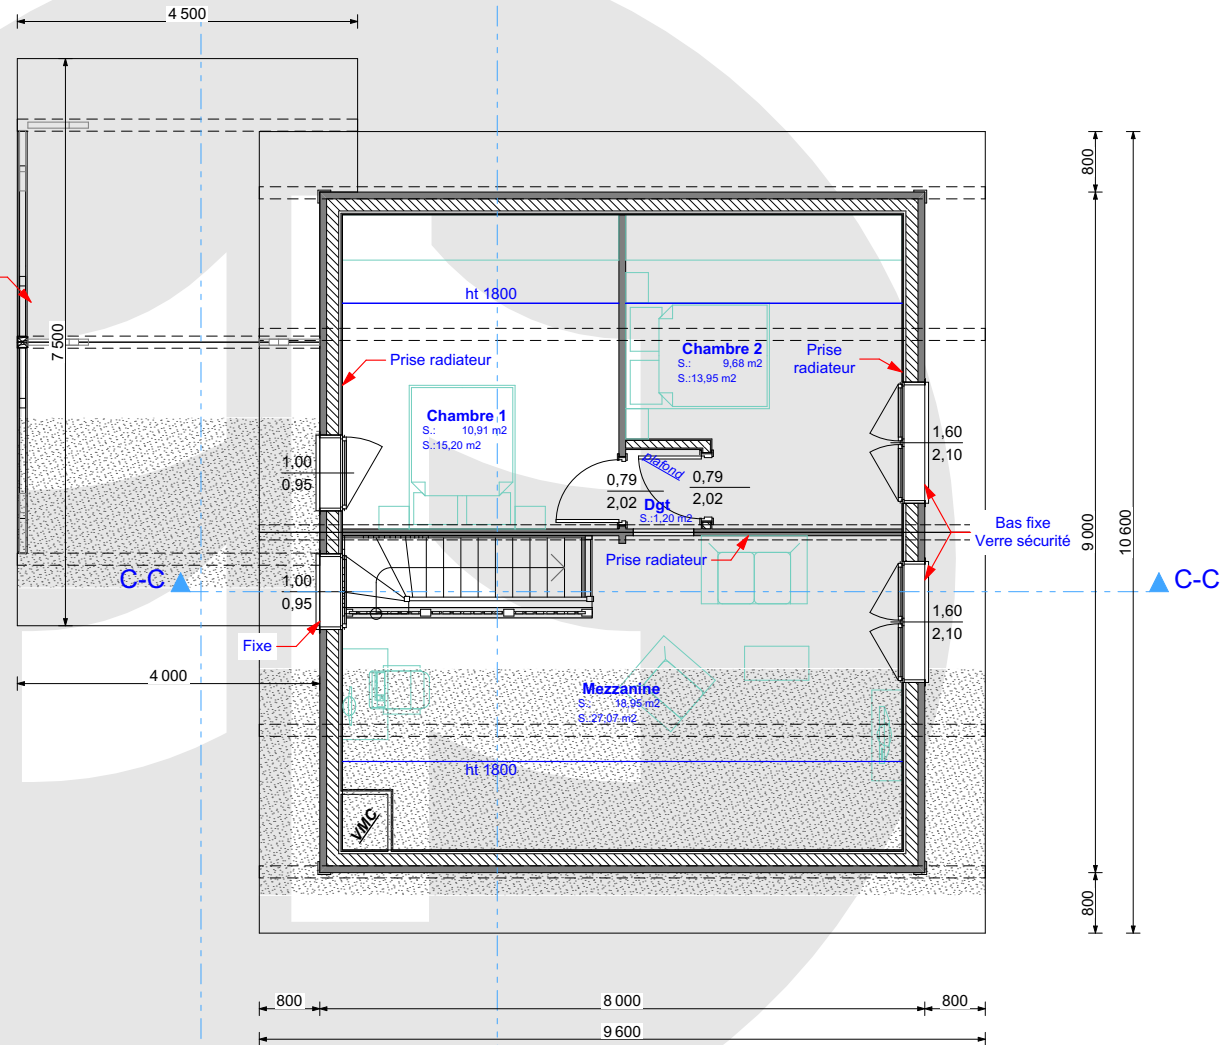 4 500
800
7 500
ht 1800
Prise radiateur
Chambre 2
S.: 9,68 m2
S.:13,95 m2
Prise
radiateur
Chambre 1
S.: 10,91 m2
S.:15,20 m2
1,60
2,10
1,00
0,95
plafond
0,79
2,02
0,79
2,02
Dgt
S.:1,20 m2
Bas fixe
Verre sécurité
9 000
10 600
Prise radiateur
C-C
1,00
0,95
C-C
1,60
2,10
Fixe
4 000
Mezzanine
S.: 18,95 m2
S.:27,07 m2
ht 1800
VMC
800
800
8 000
800
9 600